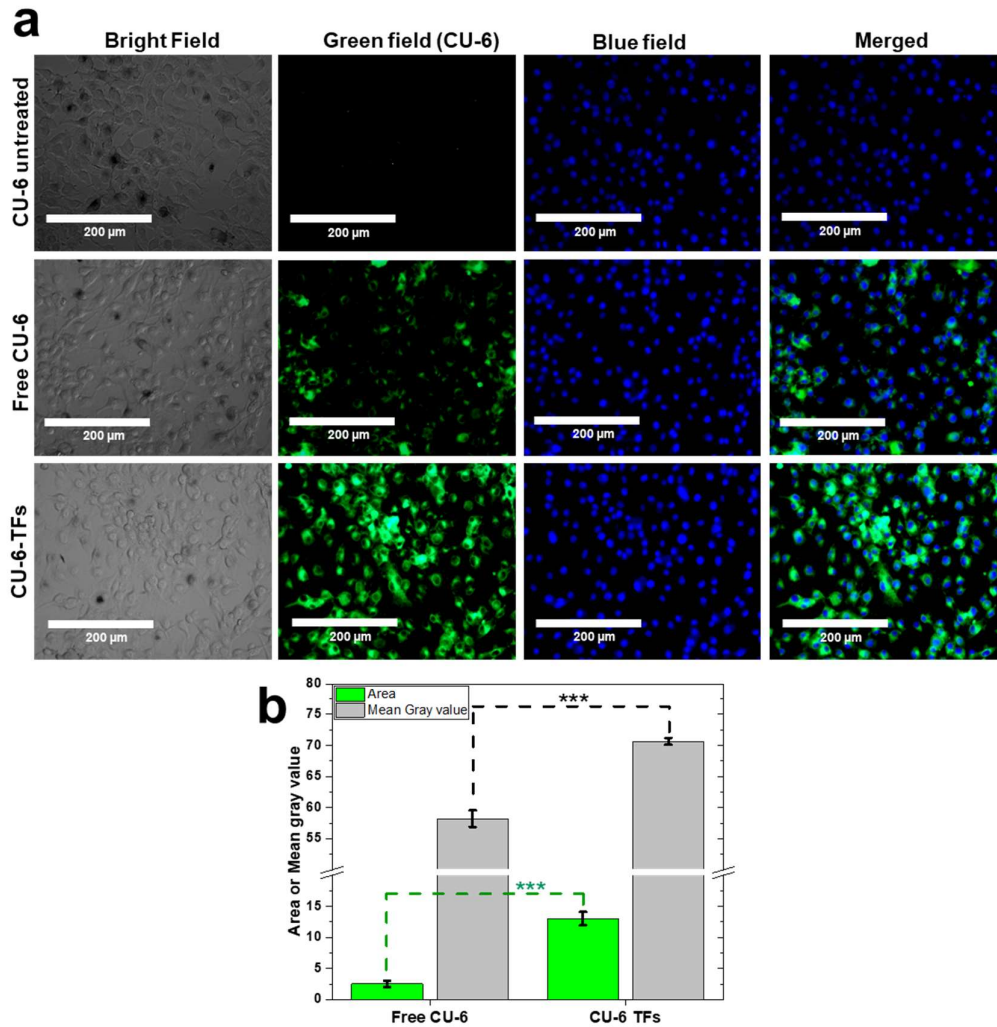 a
Bright Field Green field (CU-6) Blue field Merged
CU-6 untreated
200 µm 200 µm 200 µm 200 µm
Free CU-6
200 µm 200 µm 200 µm 200 µm
CU-6-TFs
200 µm 200 µm 200 µm 200 µm
b
Area or Mean gray value
80
75
70
65
60
55
15
10
5
0
Area
Mean Gray value
***
***
Free CU-6 CU-6 TFs